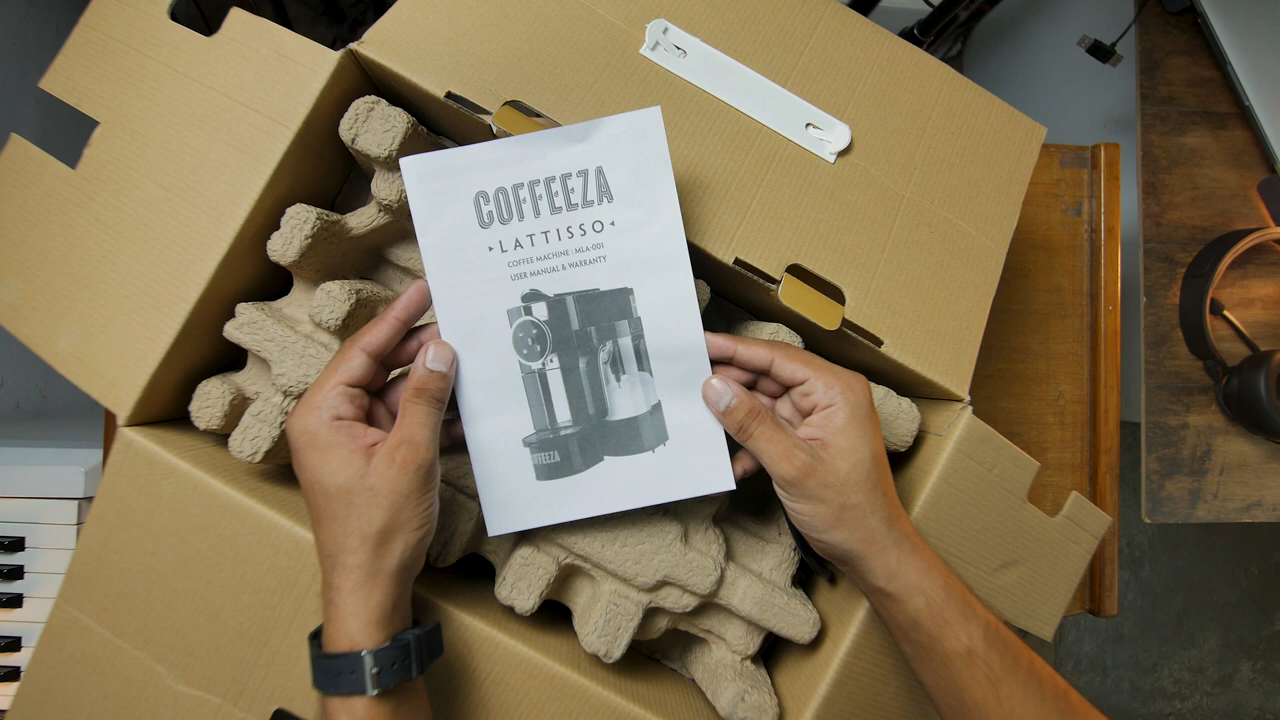 COFFEEZA
LATTISSO
COFFEE MACHINE : MLA-001
USER MANUAL & WARRANTY
COFFEEZA